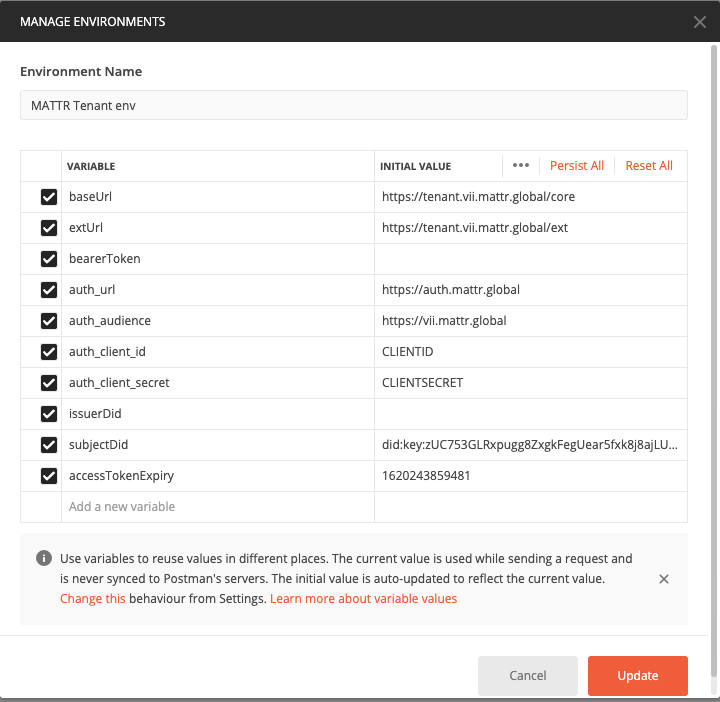 MANAGE ENVIRONMENTS
Environment Name
MATTR Tenant env
VARIABLE INITIAL VALUE ••• Persist All Reset All
baseUrl https://tenant.vii.mattr.global/core
extUrl https://tenant.vii.mattr.global/ext
bearerToken
auth_url https://auth.mattr.global
auth_audience https://vii.mattr.global
auth_client_id CLIENTID
auth_client_secret CLIENTSECRET
issuerDid
subjectDid did:key:zUC753GLRxpugg8ZxgkFegUear5fxk8j8ajLU...
accessTokenExpiry 1620243859481
Add a new variable
Use variables to reuse values in different places. The current value is used while sending a request and
is never synced to Postman's servers. The initial value is auto-updated to reflect the current value.
Change this behaviour from Settings. Learn more about variable values
Cancel Update